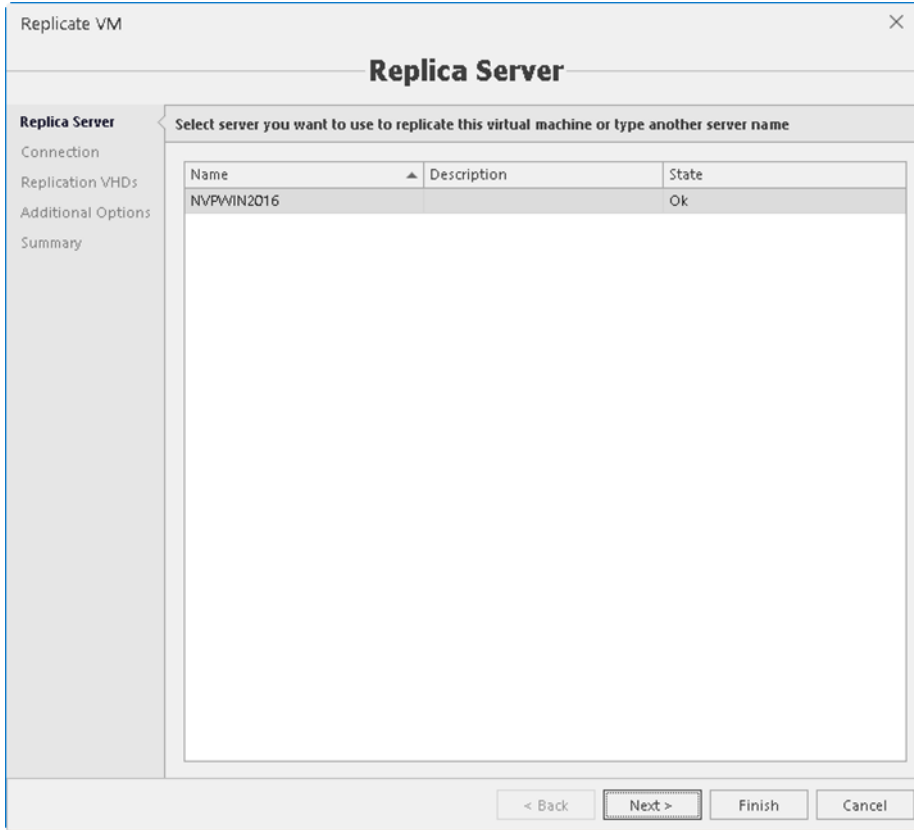 Replicate VM
Replica Server
Replica Server
Connection
Replication VHDs
Additional Options
Summary
Select server you want to use to replicate this virtual machine or type another server name
Name Description State
NVPWIN2016 Ok
< Back Next > Finish Cancel